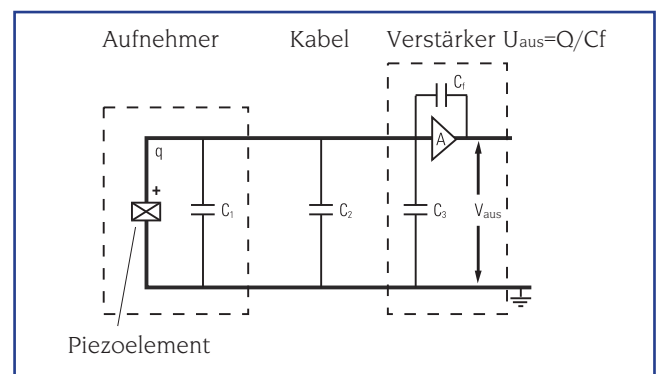 Aufnehmer Kabel Verstärker Uaus=Q/Cf
Cf
q
A
+
C1
C2
C3
Vaus
Piezoelement